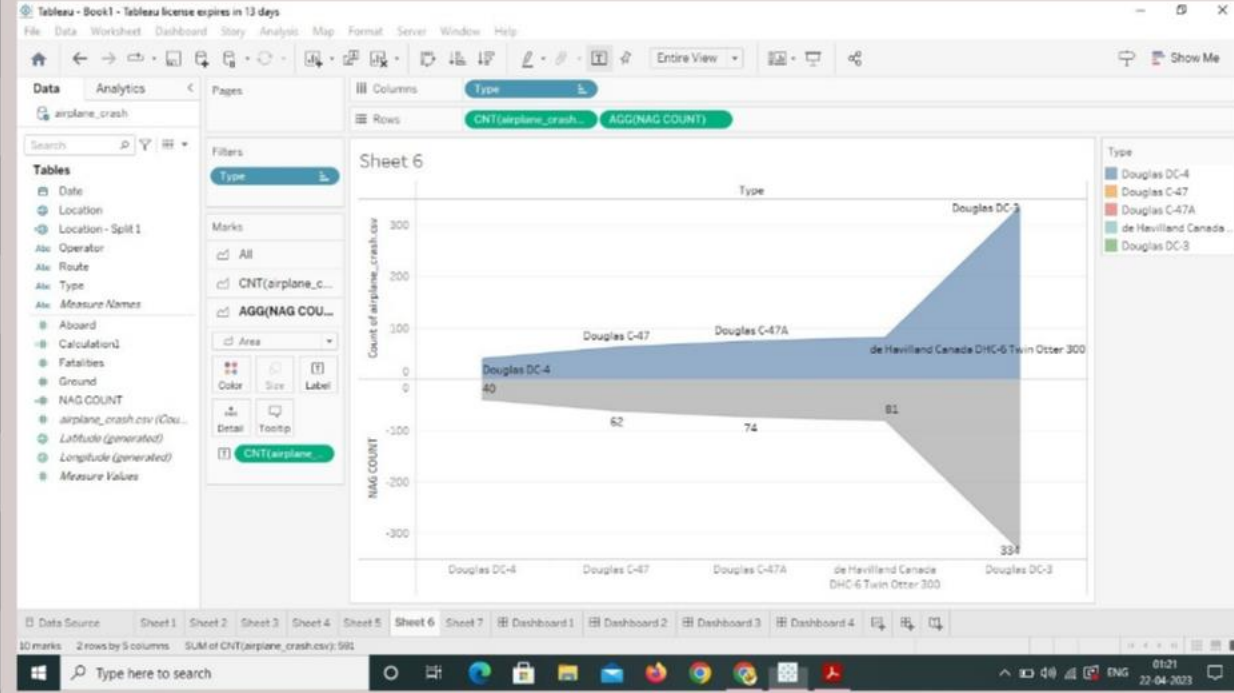 Tableau - Book1 - Tableau license expires in 13 days
File Data Worksheet Dashboard Story Analysis Map Format Server Window Help
Entire View
Show Me
Data Analytics
Pages
Columns
Type
airplane_crash
Rows
CNT(airplane_crash... AGG(NAG COUNT)
Search
Tables
Date
Location
Location - Split 1
Abc Operator
Abc Route
Abc Type
Abc Measure Names
Aboard
Calculation1
Fatalities
Ground
NAG COUNT
airplane_crash.csv (Cou...
Latitude (generated)
Longitude (generated)
Measure Values
Filters
Type
Marks
All
CNT(airplane_c...
AGG(NAG COU...
Area
Color Size Label
Detail Tooltip
CNT(airplane_...
Sheet 6
Type
Count of airplane_crash.csv
300
200
100
0
NAG COUNT
0
-100
-200
-300
Douglas DC-4
Douglas C-47
Douglas C-47A
de Havilland Canada DHC-6 Twin Otter 300
Douglas DC-3
40
62
74
81
334
Douglas DC-4
Douglas C-47
Douglas C-47A
de Havilland Canada
DHC-6 Twin Otter 300
Douglas DC-3
Type
Douglas DC-4
Douglas C-47
Douglas C-47A
de Havilland Canada ...
Douglas DC-3
Data Source Sheet 1 Sheet 2 Sheet 3 Sheet 4 Sheet 5 Sheet 6 Sheet 7 Dashboard 1 Dashboard 2 Dashboard 3 Dashboard 4
10 marks 2 rows by 5 columns SUM of CNT(airplane_crash.csv): 591
Type here to search
ENG
01:21
22-04-2023